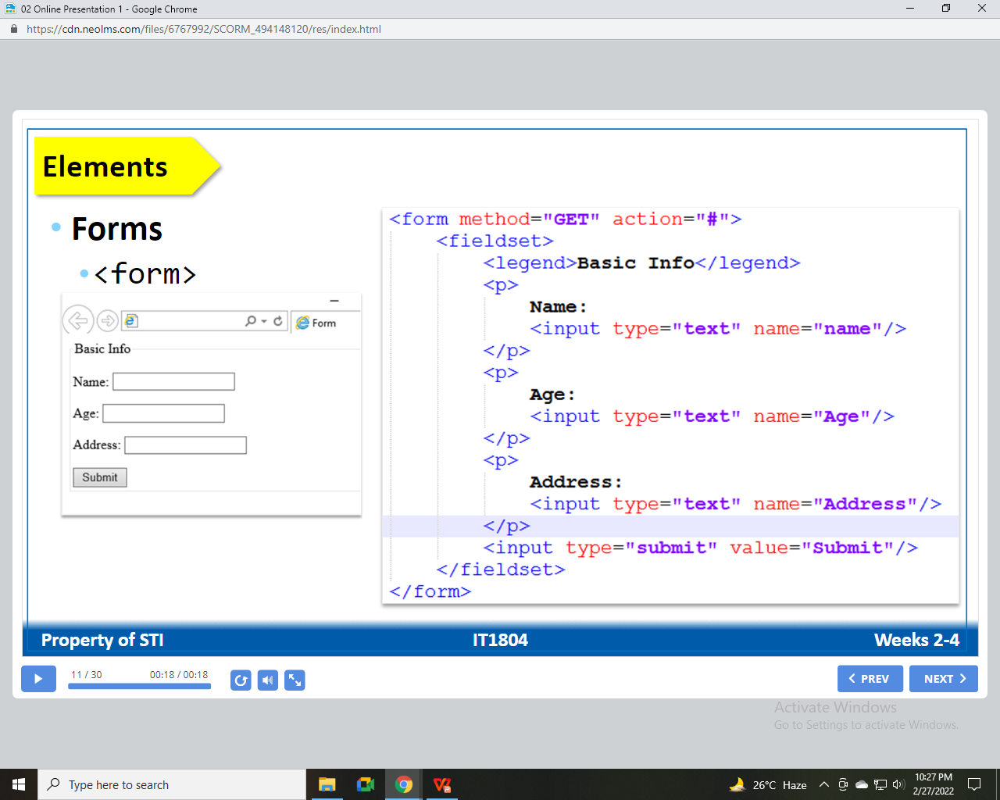 02 Online Presentation 1 - Google Chrome
https://cdn.neolms.com/files/6767992/SCORM_494148120/res/index.html
Elements
• Forms
• <form>
Form
Basic Info
Name:
Age:
Address:
Submit
<form method="GET" action="#">
<fieldset>
<legend>Basic Info</legend>
<p>
Name:
<input type="text" name="name"/>
</p>
<p>
Age:
<input type="text" name="Age"/>
</p>
<p>
Address:
<input type="text" name="Address"/>
</p>
<input type="submit" value="Submit"/>
</fieldset>
</form>
Property of STI IT1804 Weeks 2-4
11 / 30 00:18 / 00:18
PREV NEXT
Activate Windows
Go to Settings to activate Windows.
Type here to search
26°C Haze
10:27 PM
2/27/2022